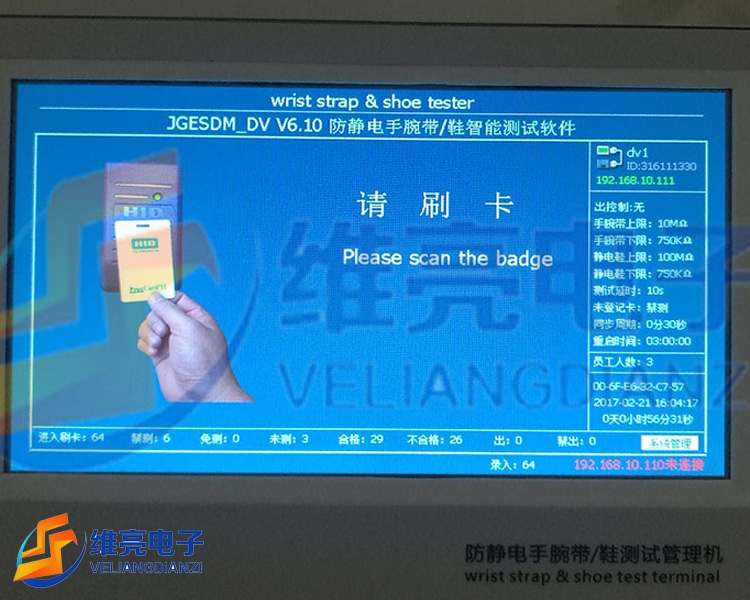 wrist strap & shoe tester
JGESDM_DV V6.10 防静电手腕带/鞋智能测试软件
HID
HID
请 刷 卡
Please scan the badge
dv1
ID:316111330
192.168.10.111
出控制:无
手腕带上限: 10MΩ
手腕带下限: 750KΩ
静电鞋上限: 100MΩ
静电鞋下限: 750KΩ
测试延时: 10s
未登记卡: 禁测
同步周期: 0分30秒
重启时间: 03:00:00
员工人数: 3
00-6F-E6-32-C7-57
2017-02-21 16:04:17
0天0小时56分31秒
进入刷卡: 64 禁测: 6 免测: 0 未测: 3 合格: 29 不合格: 26 出: 0 禁出: 0 系统管理
录入: 64 192.168.10.110未连接
维亮电子
VELIANGDIANZI
维亮电子
VELIANGDIANZI
防静电手腕带/鞋测试管理机
wrist strap & shoe test terminal